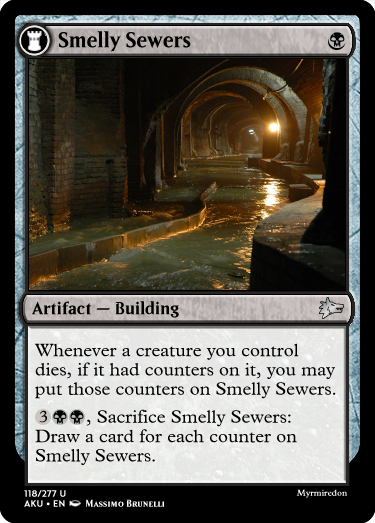 Smelly Sewers
Artifact — Building
Whenever a creature you control
dies, if it had counters on it, you may
put those counters on Smelly Sewers.
3, Sacrifice Smelly Sewers:
Draw a card for each counter on
Smelly Sewers.
118/277 U
Myrmiredon
AKU • EN Massimo Brunelli